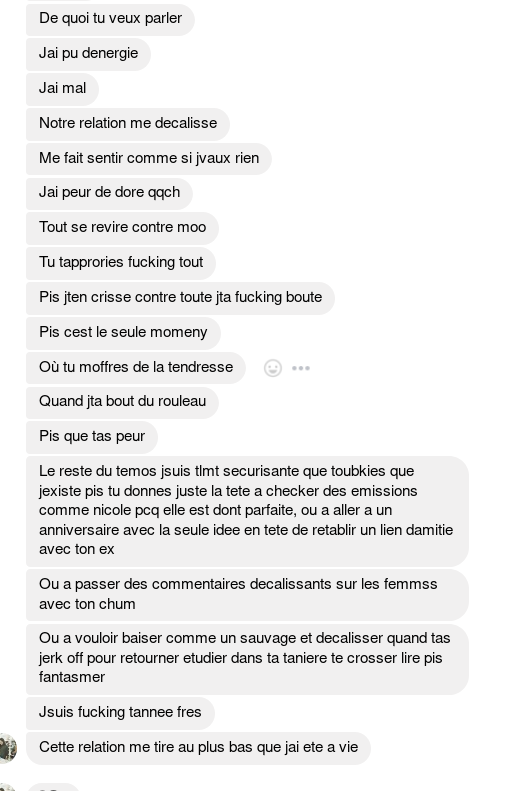 De quoi tu veux parler
Jai pu denergie
Jai mal
Notre relation me decalisse
Me fait sentir comme si jvaux rien
Jai peur de dore qqch
Tout se revire contre moo
Tu tapprories fucking tout
Pis jten crisse contre toute jta fucking boute
Pis cest le seule momeny
Où tu moffres de la tendresse
Quand jta bout du rouleau
Pis que tas peur
Le reste du temos jsuis tlmt securisante que toubkies que
jexiste pis tu donnes juste la tete a checker des emissions
comme nicole pcq elle est dont parfaite, ou a aller a un
anniversaire avec la seule idee en tete de retablir un lien damitie
avec ton ex
Ou a passer des commentaires decalissants sur les femmss
avec ton chum
Ou a vouloir baiser comme un sauvage et decalisser quand tas
jerk off pour retourner etudier dans ta taniere te crosser lire pis
fantasmer
Jsuis fucking tannee fres
Cette relation me tire au plus bas que jai ete a vie